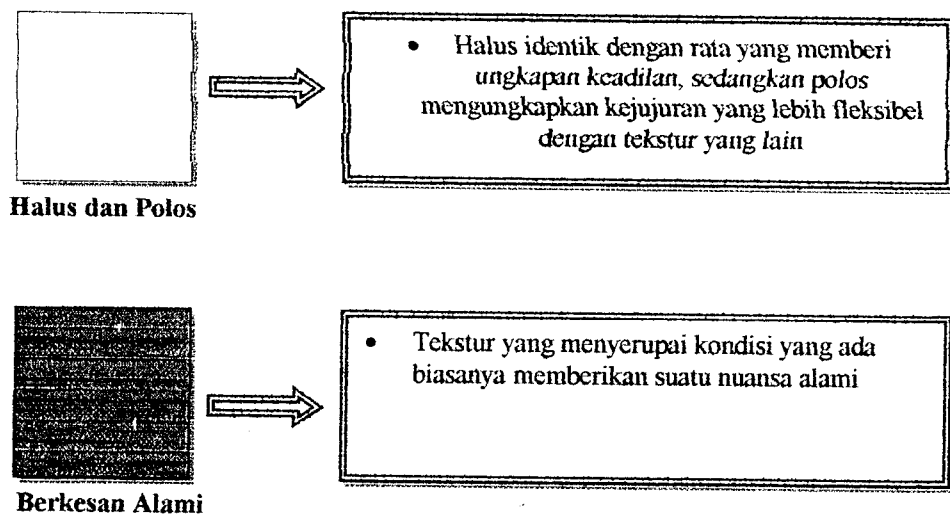 • Halus identik dengan rata yang memberi
ungkapan keadilan, sedangkan polos
mengungkapkan kejujuran yang lebih fleksibel
dengan tekstur yang lain
Halus dan Polos
• Tekstur yang menyerupai kondisi yang ada
biasanya memberikan suatu nuansa alami
Berkesan Alami